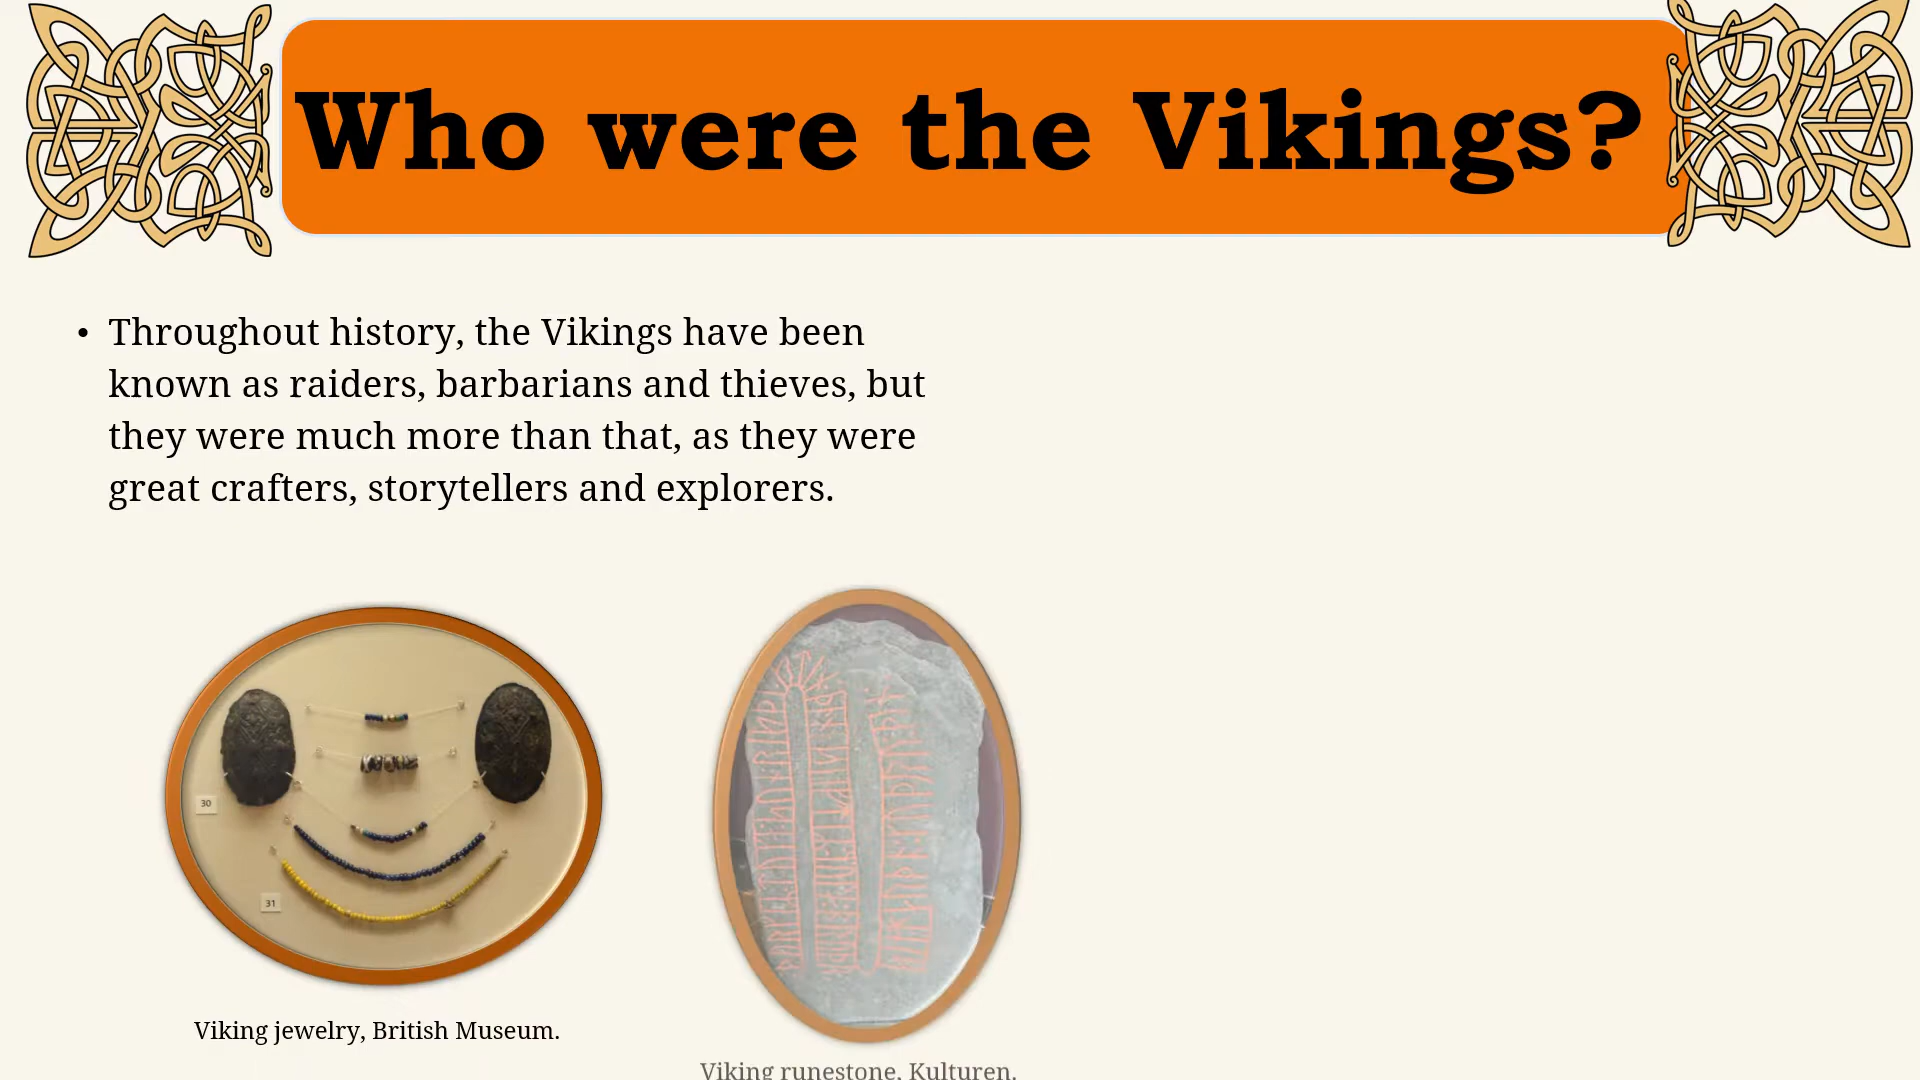 Who were the Vikings?
• Throughout history, the Vikings have been
known as raiders, barbarians and thieves, but
they were much more than that, as they were
great crafters, storytellers and explorers.
30
31
Viking jewelry, British Museum.
Viking runestone, Kulturen.